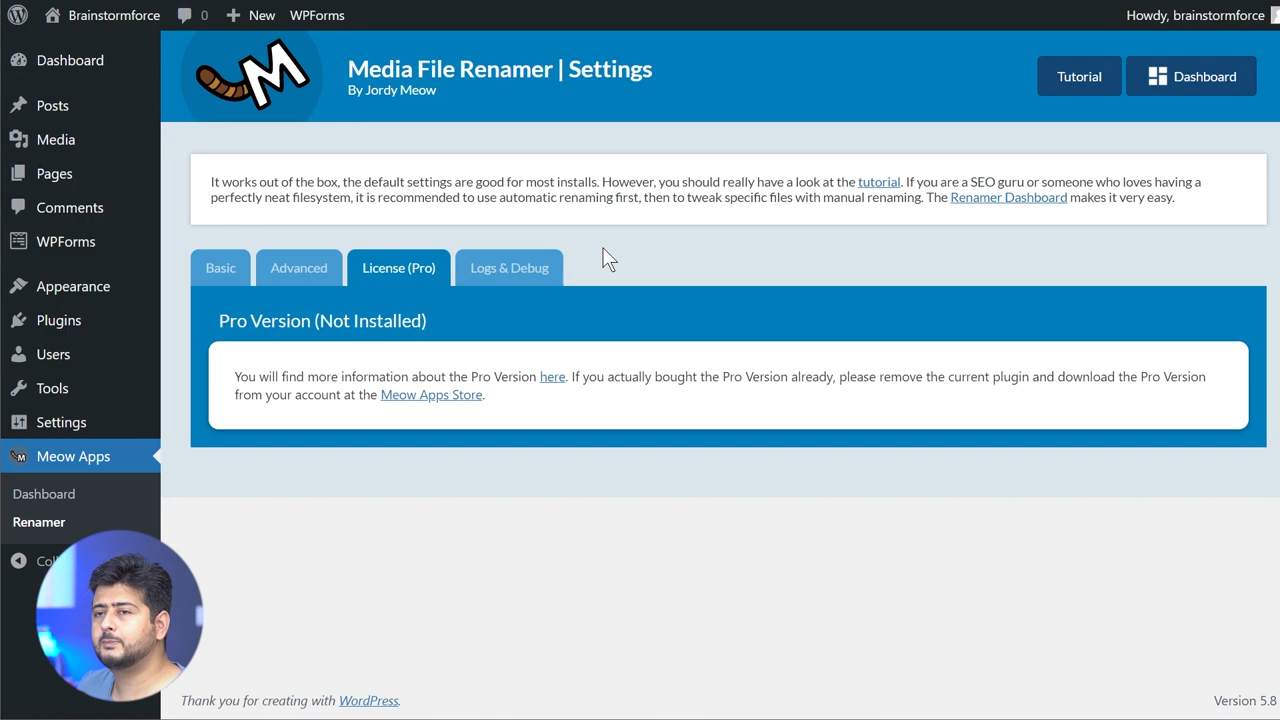 Brainstormforce 0 New WPForms Howdy, brainstormforce
Dashboard
Posts
Media
Pages
Comments
WPForms
Appearance
Plugins
Users
Tools
Settings
Meow Apps
Dashboard
Renamer
Col
M
Media File Renamer | Settings
By Jordy Meow
Tutorial
Dashboard
It works out of the box, the default settings are good for most installs. However, you should really have a look at the tutorial. If you are a SEO guru or someone who loves having a
perfectly neat filesystem, it is recommended to use automatic renaming first, then to tweak specific files with manual renaming. The Renamer Dashboard makes it very easy.
Basic Advanced License (Pro) Logs & Debug
Pro Version (Not Installed)
You will find more information about the Pro Version here. If you actually bought the Pro Version already, please remove the current plugin and download the Pro Version
from your account at the Meow Apps Store.
Thank you for creating with WordPress. Version 5.8